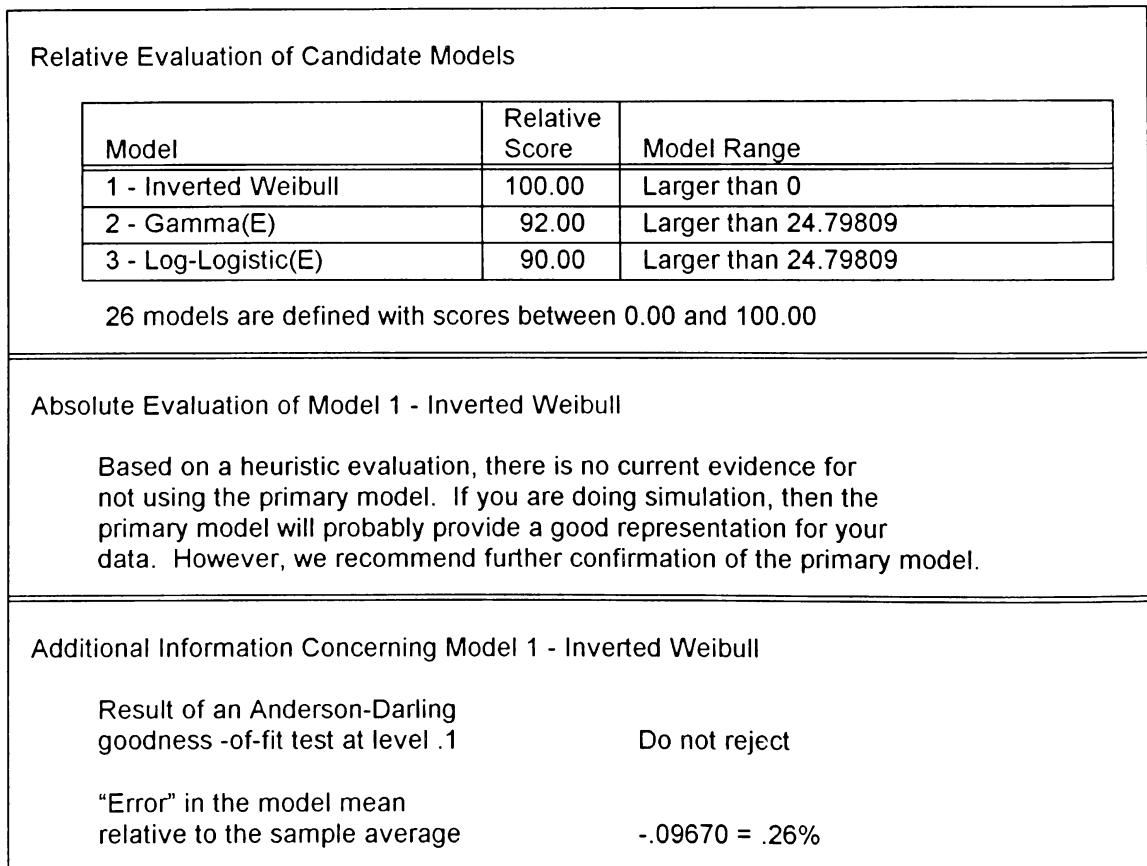 Relative Evaluation of Candidate Models
Model Relative Score Model Range
1 - Inverted Weibull 100.00 Larger than 0
2 - Gamma(E) 92.00 Larger than 24.79809
3 - Log-Logistic(E) 90.00 Larger than 24.79809
26 models are defined with scores between 0.00 and 100.00
Absolute Evaluation of Model 1 - Inverted Weibull
Based on a heuristic evaluation, there is no current evidence for
not using the primary model. If you are doing simulation, then the
primary model will probably provide a good representation for your
data. However, we recommend further confirmation of the primary model.
Additional Information Concerning Model 1 - Inverted Weibull
Result of an Anderson-Darling
goodness -of-fit test at level .1 Do not reject
“Error” in the model mean
relative to the sample average -.09670 = .26%